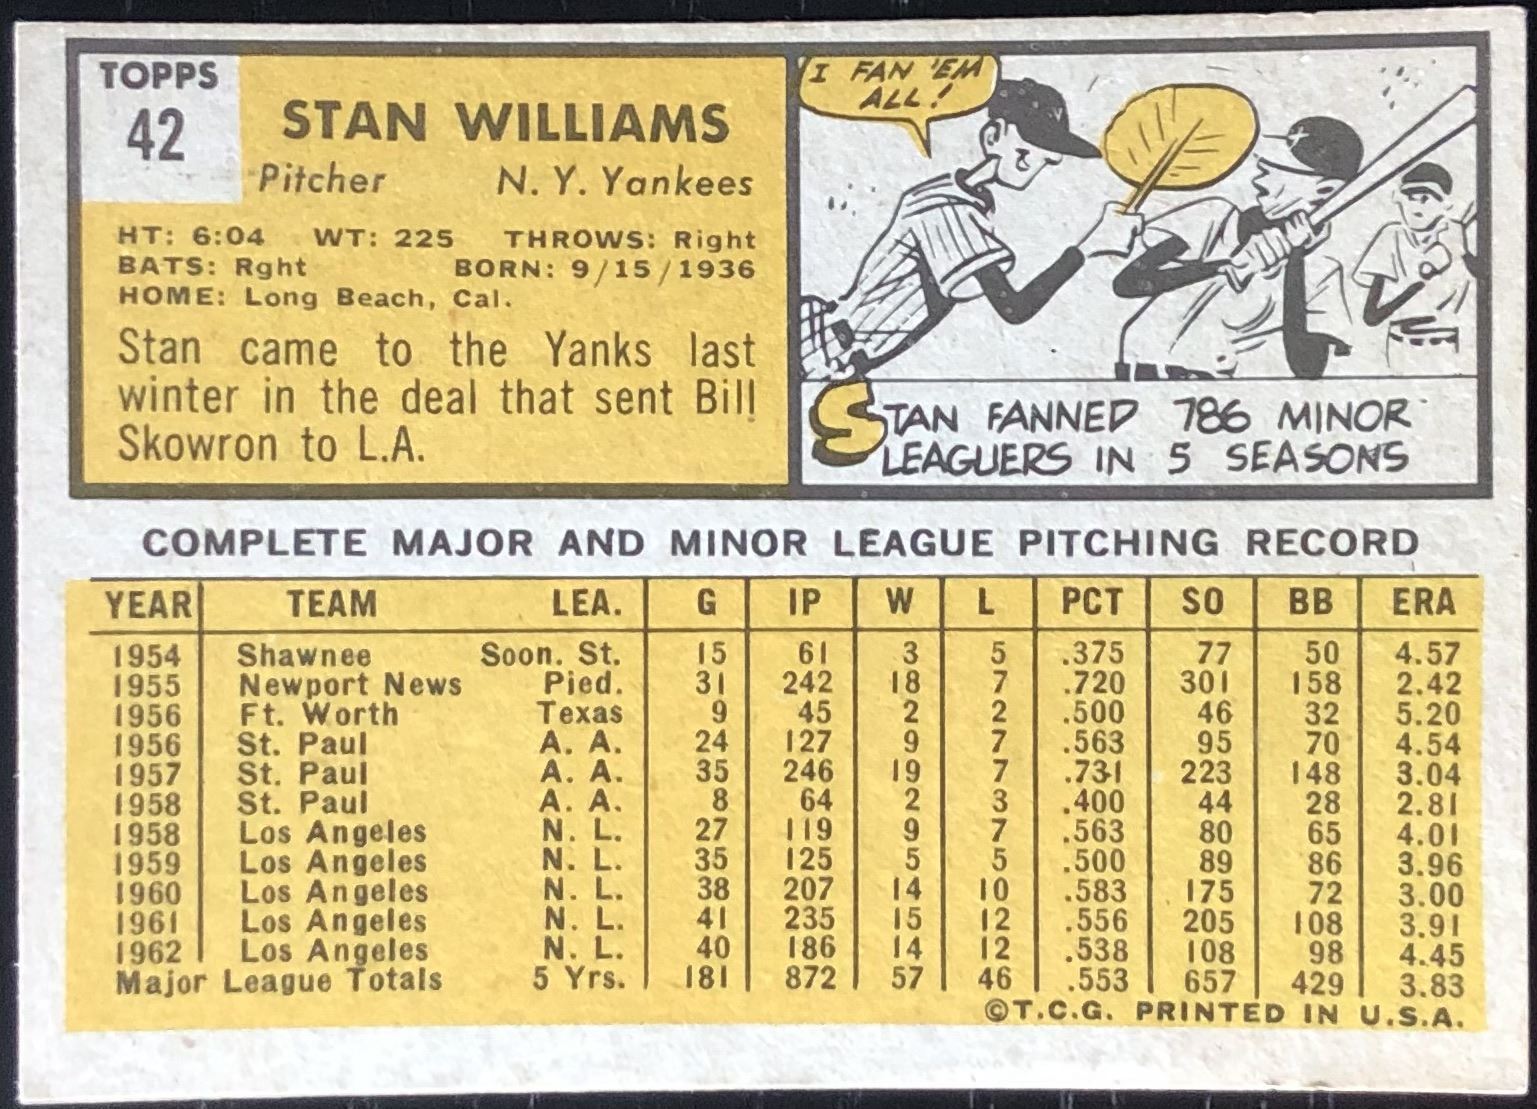 TOPPS
42
STAN WILLIAMS
Pitcher N. Y. Yankees
HT: 6:04 WT: 225 THROWS: Right
BATS: Rght BORN: 9/15/1936
HOME: Long Beach, Cal.
Stan came to the Yanks last
winter in the deal that sent Bill
Skowron to L.A.
I FAN 'EM
ALL!
STAN FANNED 786 MINOR
LEAGUERS IN 5 SEASONS
COMPLETE MAJOR AND MINOR LEAGUE PITCHING RECORD
YEAR TEAM LEA. G IP W L PCT SO BB ERA
1954 Shawnee Soon. St. 15 61 3 5 .375 77 50 4.57
1955 Newport News Pied. 31 242 18 7 .720 301 158 2.42
1956 Ft. Worth Texas 9 45 2 2 .500 46 32 5.20
1956 St. Paul A. A. 24 127 9 7 .563 95 70 4.54
1957 St. Paul A. A. 35 246 19 7 .731 223 148 3.04
1958 St. Paul A. A. 8 64 2 3 .400 44 28 2.81
1958 Los Angeles N. L. 27 119 9 7 .563 80 65 4.01
1959 Los Angeles N. L. 35 125 5 5 .500 89 86 3.96
1960 Los Angeles N. L. 38 207 14 10 .583 175 72 3.00
1961 Los Angeles N. L. 41 235 15 12 .556 205 108 3.91
1962 Los Angeles N. L. 40 186 14 12 .538 108 98 4.45
Major League Totals 5 Yrs. 181 872 57 46 .553 657 429 3.83
©T.C.G. PRINTED IN U.S.A.